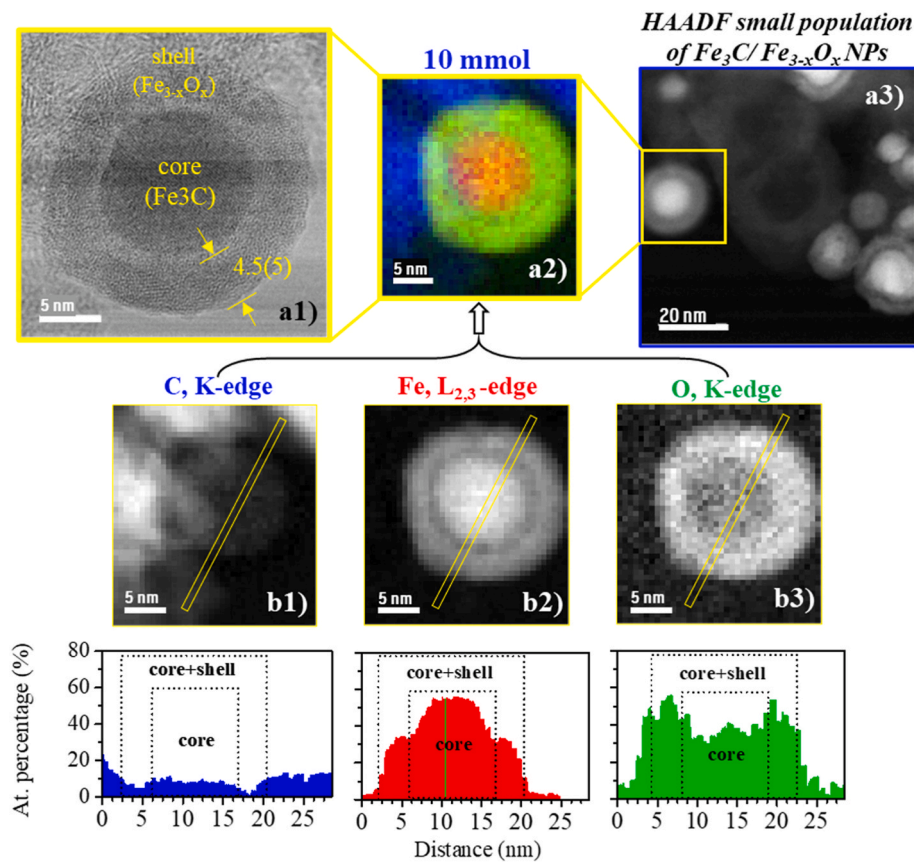 shell
(Fe3-xOx)
core
(Fe3C)
4.5(5)
5 nm
a1)
10 mmol
5 nm
a2)
HAADF small population
of Fe3C/ Fe3-xOx NPs
a3)
20 nm
C, K-edge
5 nm
b1)
Fe, L2,3-edge
5 nm
b2)
O, K-edge
5 nm
b3)
At. percentage (%)
80
60
40
20
0
core+shell
core
0 5 10 15 20 25
core+shell
core
0 5 10 15 20 25
core+shell
core
0 5 10 15 20 25
Distance (nm)